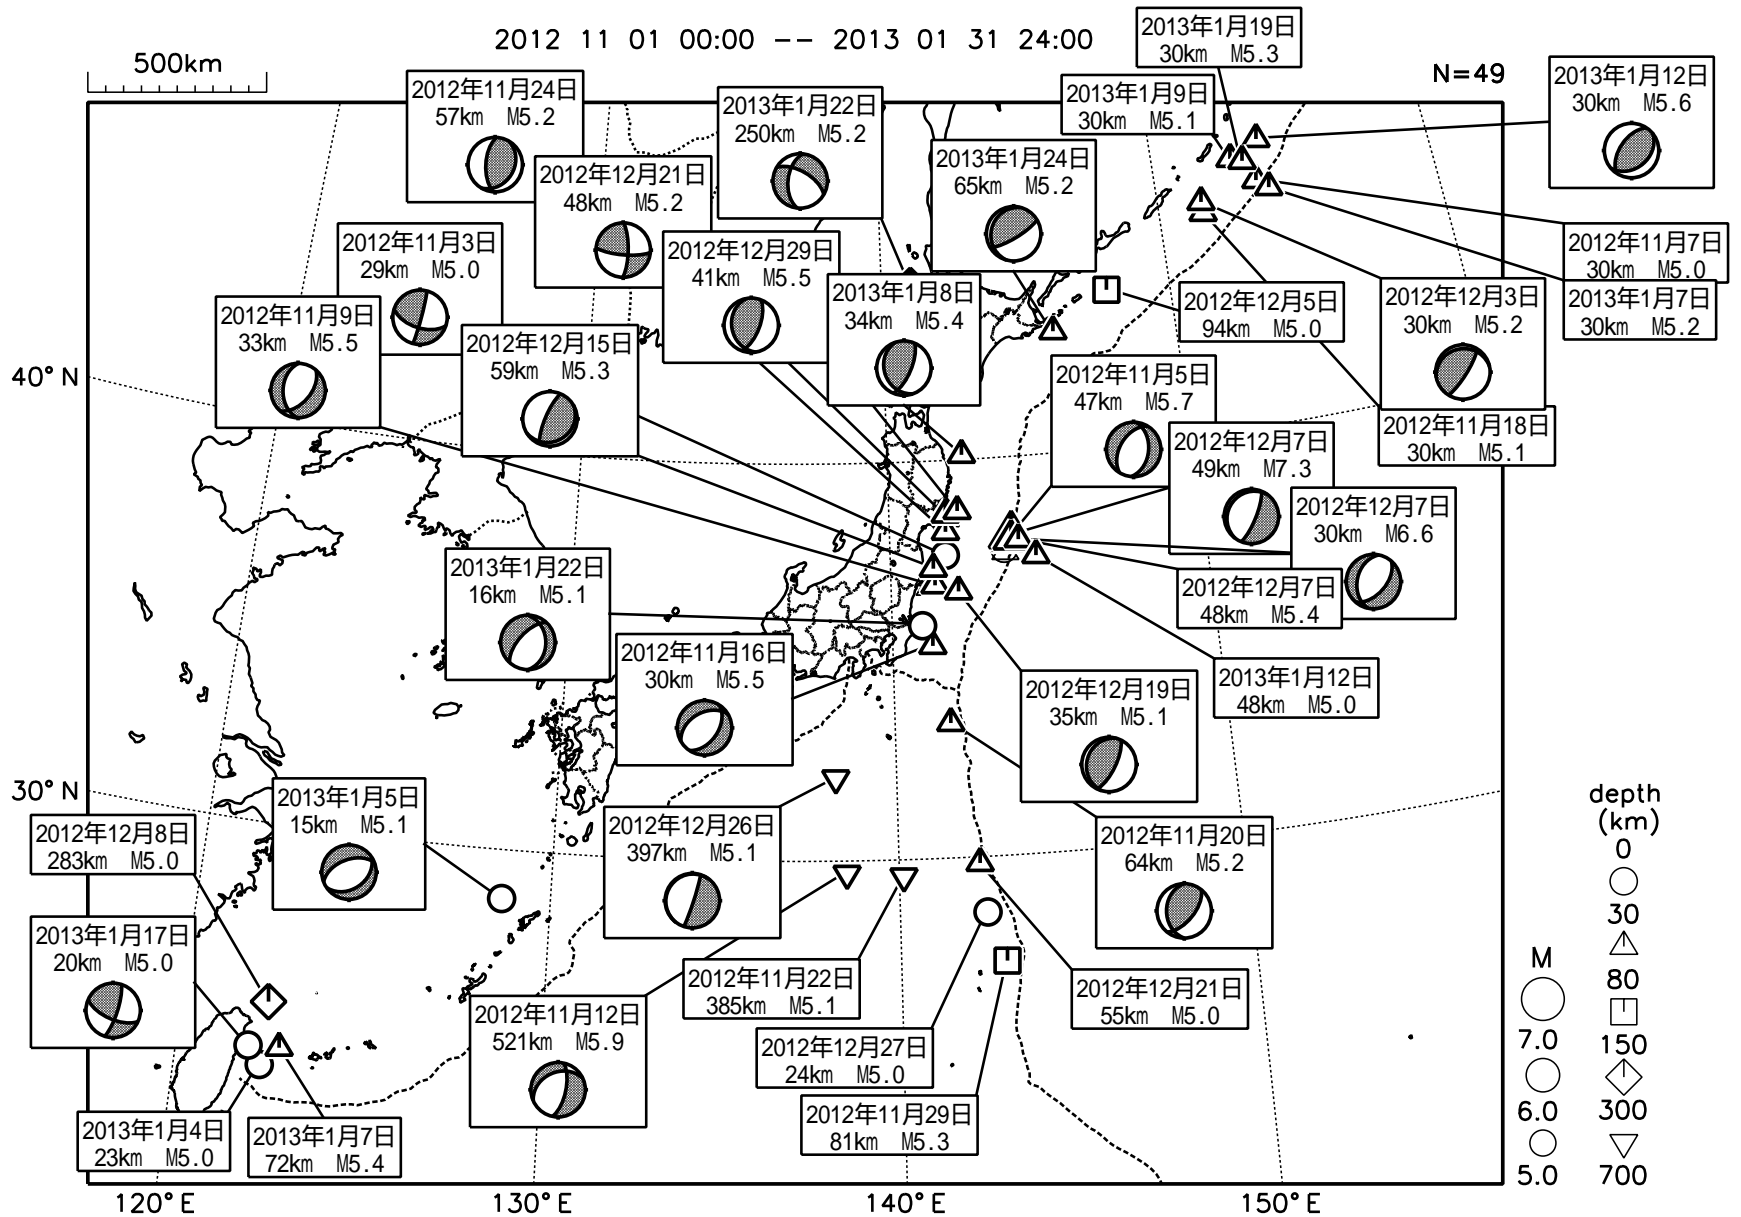 2012 11 01 00:00 -- 2013 01 31 24:00
N=49
500km
2013年1月19日
30km M5.3
2013年1月12日
30km M5.6
2013年1月9日
30km M5.1
2012年11月24日
57km M5.2
2013年1月22日
250km M5.2
2013年1月24日
65km M5.2
2012年12月21日
48km M5.2
2012年11月3日
29km M5.0
2012年12月29日
41km M5.5
2012年11月7日
30km M5.0
2013年1月7日
30km M5.2
2013年1月8日
34km M5.4
2012年12月5日
94km M5.0
2012年12月3日
30km M5.2
2012年11月9日
33km M5.5
2012年12月15日
59km M5.3
2012年11月5日
47km M5.7
2012年11月18日
30km M5.1
2012年12月7日
49km M7.3
2012年12月7日
30km M6.6
2013年1月22日
16km M5.1
2012年12月7日
48km M5.4
2012年11月16日
30km M5.5
2013年1月12日
48km M5.0
2012年12月19日
35km M5.1
2013年1月5日
15km M5.1
2012年12月8日
283km M5.0
2012年12月26日
397km M5.1
2012年11月20日
64km M5.2
2013年1月17日
20km M5.0
2012年11月22日
385km M5.1
2012年12月21日
55km M5.0
2012年11月12日
521km M5.9
2012年12月27日
24km M5.0
2012年11月29日
81km M5.3
2013年1月4日
23km M5.0
2013年1月7日
72km M5.4
40°N
30°N
120°E
130°E
140°E
150°E
M
7.0
6.0
5.0
depth
(km)
0
30
80
150
300
700